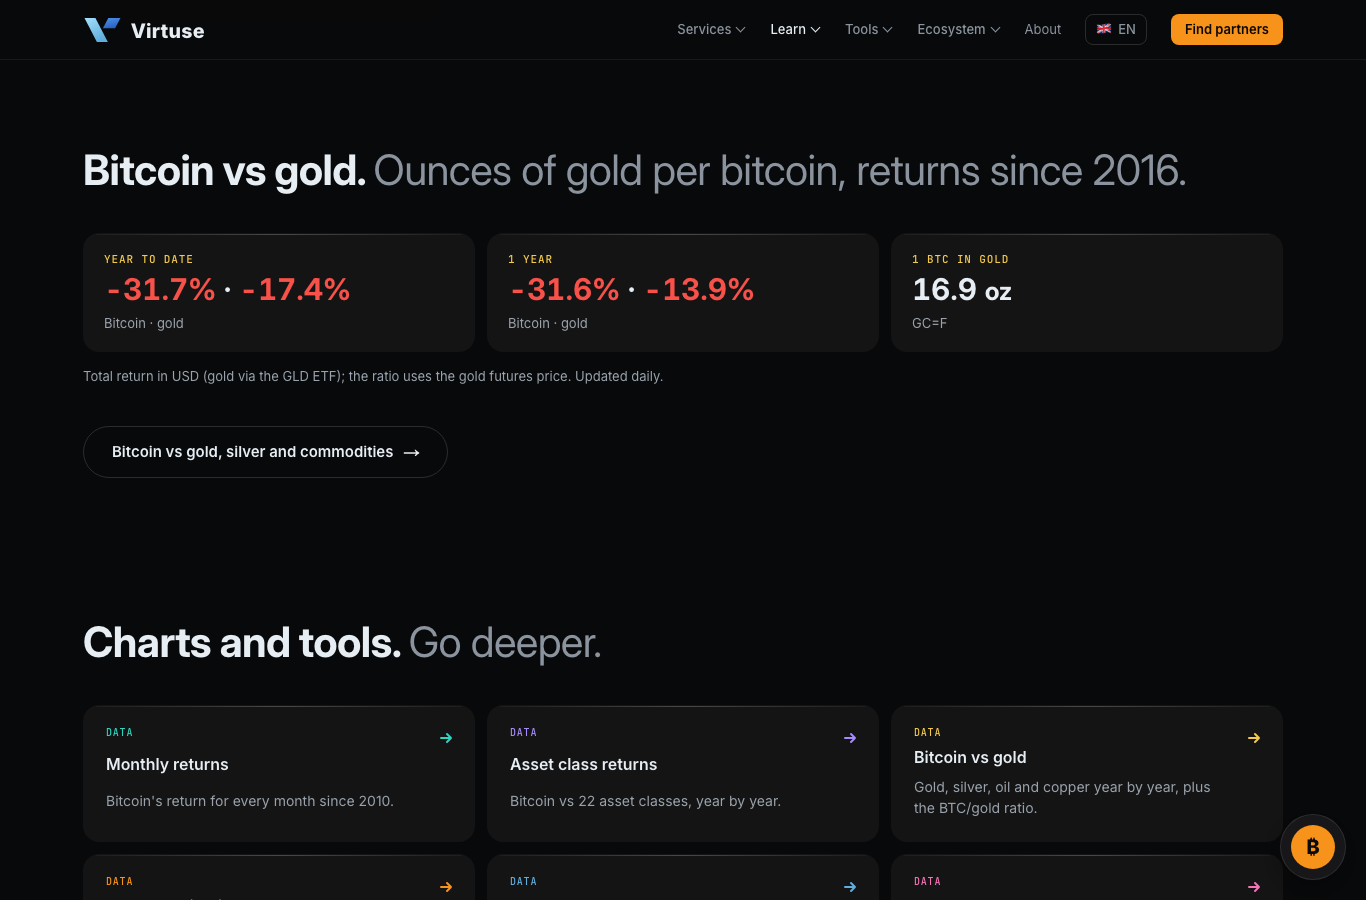 Virtuse
Services Learn Tools Ecosystem About EN Find partners
Bitcoin vs gold. Ounces of gold per bitcoin, returns since 2016.
YEAR TO DATE
-31.7% · -17.4%
Bitcoin · gold
1 YEAR
-31.6% · -13.9%
Bitcoin · gold
1 BTC IN GOLD
16.9 oz
GC=F
Total return in USD (gold via the GLD ETF); the ratio uses the gold futures price. Updated daily.
Bitcoin vs gold, silver and commodities →
Charts and tools. Go deeper.
DATA
Monthly returns
Bitcoin's return for every month since 2010.
DATA
Asset class returns
Bitcoin vs 22 asset classes, year by year.
DATA
Bitcoin vs gold
Gold, silver, oil and copper year by year, plus
the BTC/gold ratio.
DATA
DATA
DATA